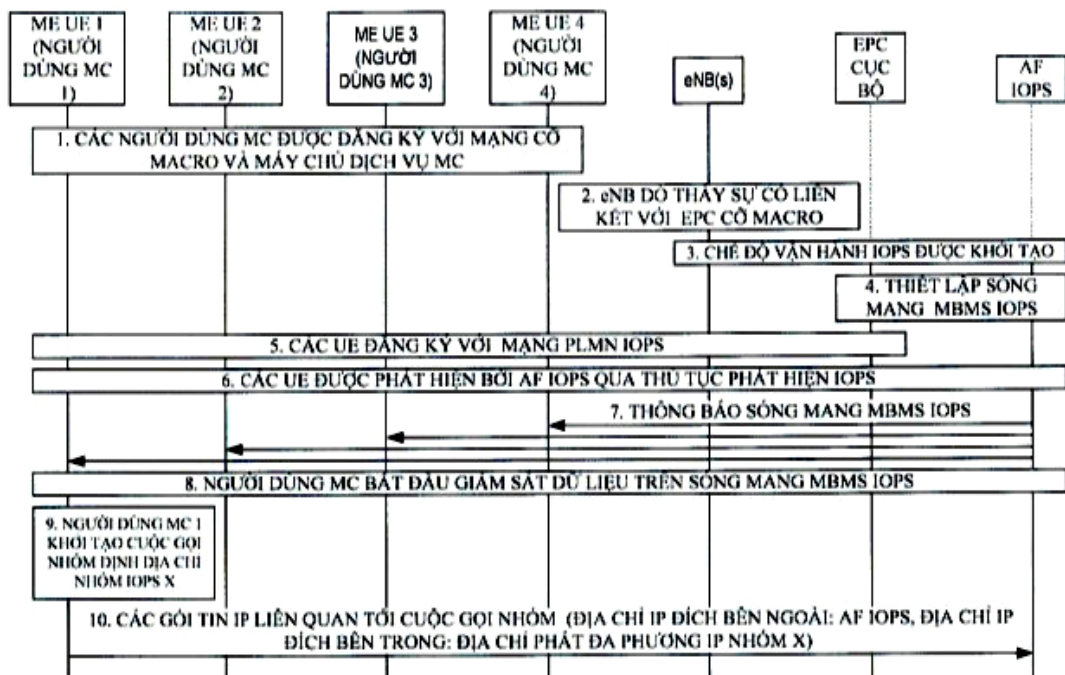 ME UE 1
(NGƯỜI
DÙNG MC
1)
ME UE 2
(NGƯỜI
DÙNG MC
2)
ME UE 3
(NGƯỜI
DÙNG MC 3)
ME UE 4
(NGƯỜI
DÙNG MC
4)
eNB(s)
EPC
CỤC
BỘ
AF
IOPS
1. CÁC NGƯỜI DÙNG MC ĐƯỢC ĐĂNG KÝ VỚI MẠNG CỠ
MACRO VÀ MÁY CHỦ DỊCH VỤ MC
2. eNB DÒ THẤY SỰ CỐ LIÊN
KẾT VỚI EPC CỠ MACRO
3. CHẾ ĐỘ VẬN HÀNH IOPS ĐƯỢC KHỞI TẠO
4. THIẾT LẬP SÓNG
MANG MBMS IOPS
5. CÁC UE ĐĂNG KÝ VỚI MẠNG PLMN IOPS
6. CÁC UE ĐƯỢC PHÁT HIỆN BỞI AF IOPS QUA THỦ TỤC PHÁT HIỆN IOPS
7. THÔNG BÁO SÓNG MANG MBMS IOPS
8. NGƯỜI DÙNG MC BẮT ĐẦU GIÁM SÁT DỮ LIỆU TRÊN SÓNG MANG MBMS IOPS
9. NGƯỜI DÙNG MC 1
KHỞI TẠO CUỘC GỌI
NHÓM ĐỊNH ĐỊA CHỈ
NHÓM IOPS X
10. CÁC GÓI TIN IP LIÊN QUAN TỚI CUỘC GỌI NHÓM (ĐỊA CHỈ IP ĐÍCH BÊN NGOÀI: AF IOPS, ĐỊA CHỈ IP
ĐÍCH BÊN TRONG: ĐỊA CHỈ PHÁT ĐA PHƯƠNG IP NHÓM X)